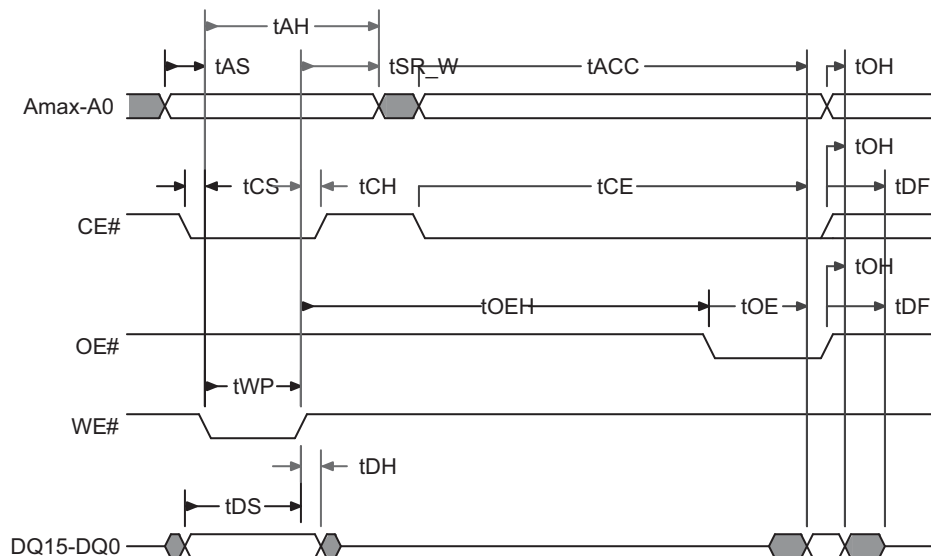 tAH
tAS
tSR_W
tACC
tOH
Amax-A0
tOH
tCS
tCH
tCE
tDF
CE#
tOH
tOEH
tOE
tDF
OE#
tWP
WE#
tDH
tDS
DQ15-DQ0